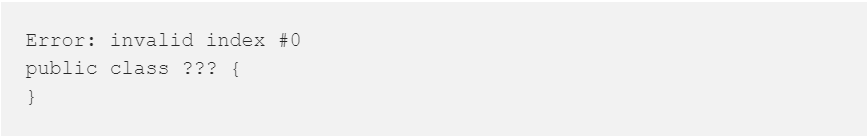 Error: invalid index #0
public class ??? {
}